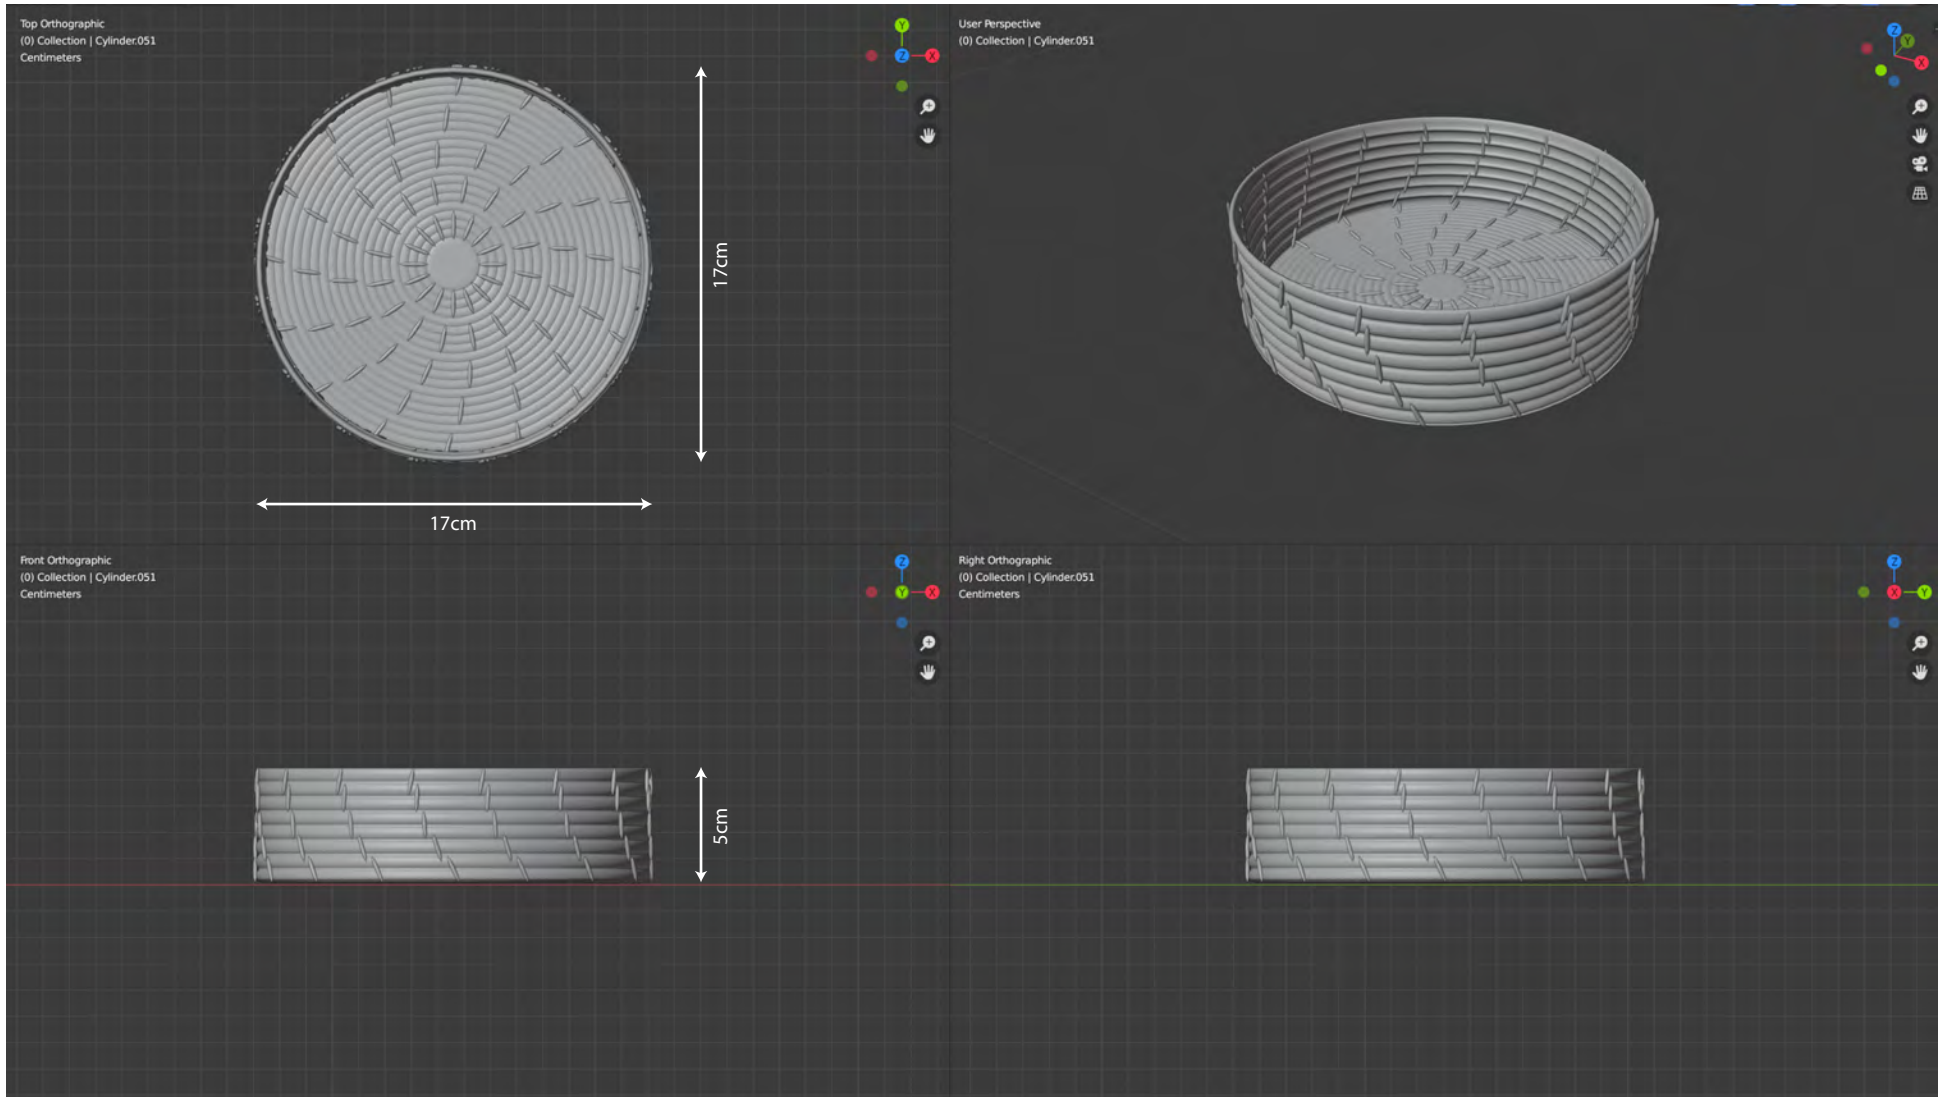 Top Orthographic
(0) Collection | Cylinder.051
Centimeters
Y
Z
X
17cm
17cm
User Perspective
(0) Collection | Cylinder.051
Z
Y
X
Front Orthographic
(0) Collection | Cylinder.051
Centimeters
Z
Y
X
5cm
Right Orthographic
(0) Collection | Cylinder.051
Centimeters
Z
X
Y